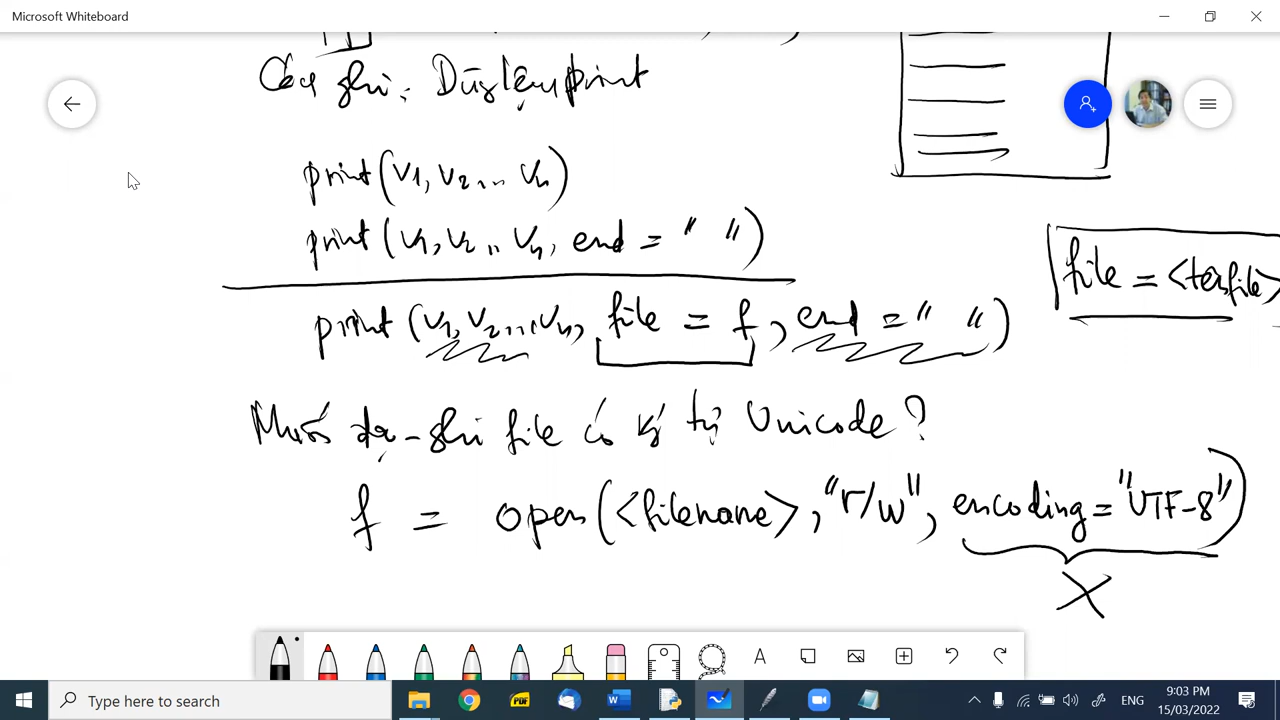 Microsoft Whiteboard
Cách ghi: Dùng lệnh print
print(v1, v2 ... vn)
print(v1, v2 ,, vn, end = " ")
file = <tên file>
print(v1, v2 ..., vn, file = f, end = " ")
Muốn đọc-ghi file có ký tự Unicode?
f = open(<filename>, "r/w", encoding = "UTF-8")
X
Type here to search
PDF
ENG
9:03 PM
15/03/2022